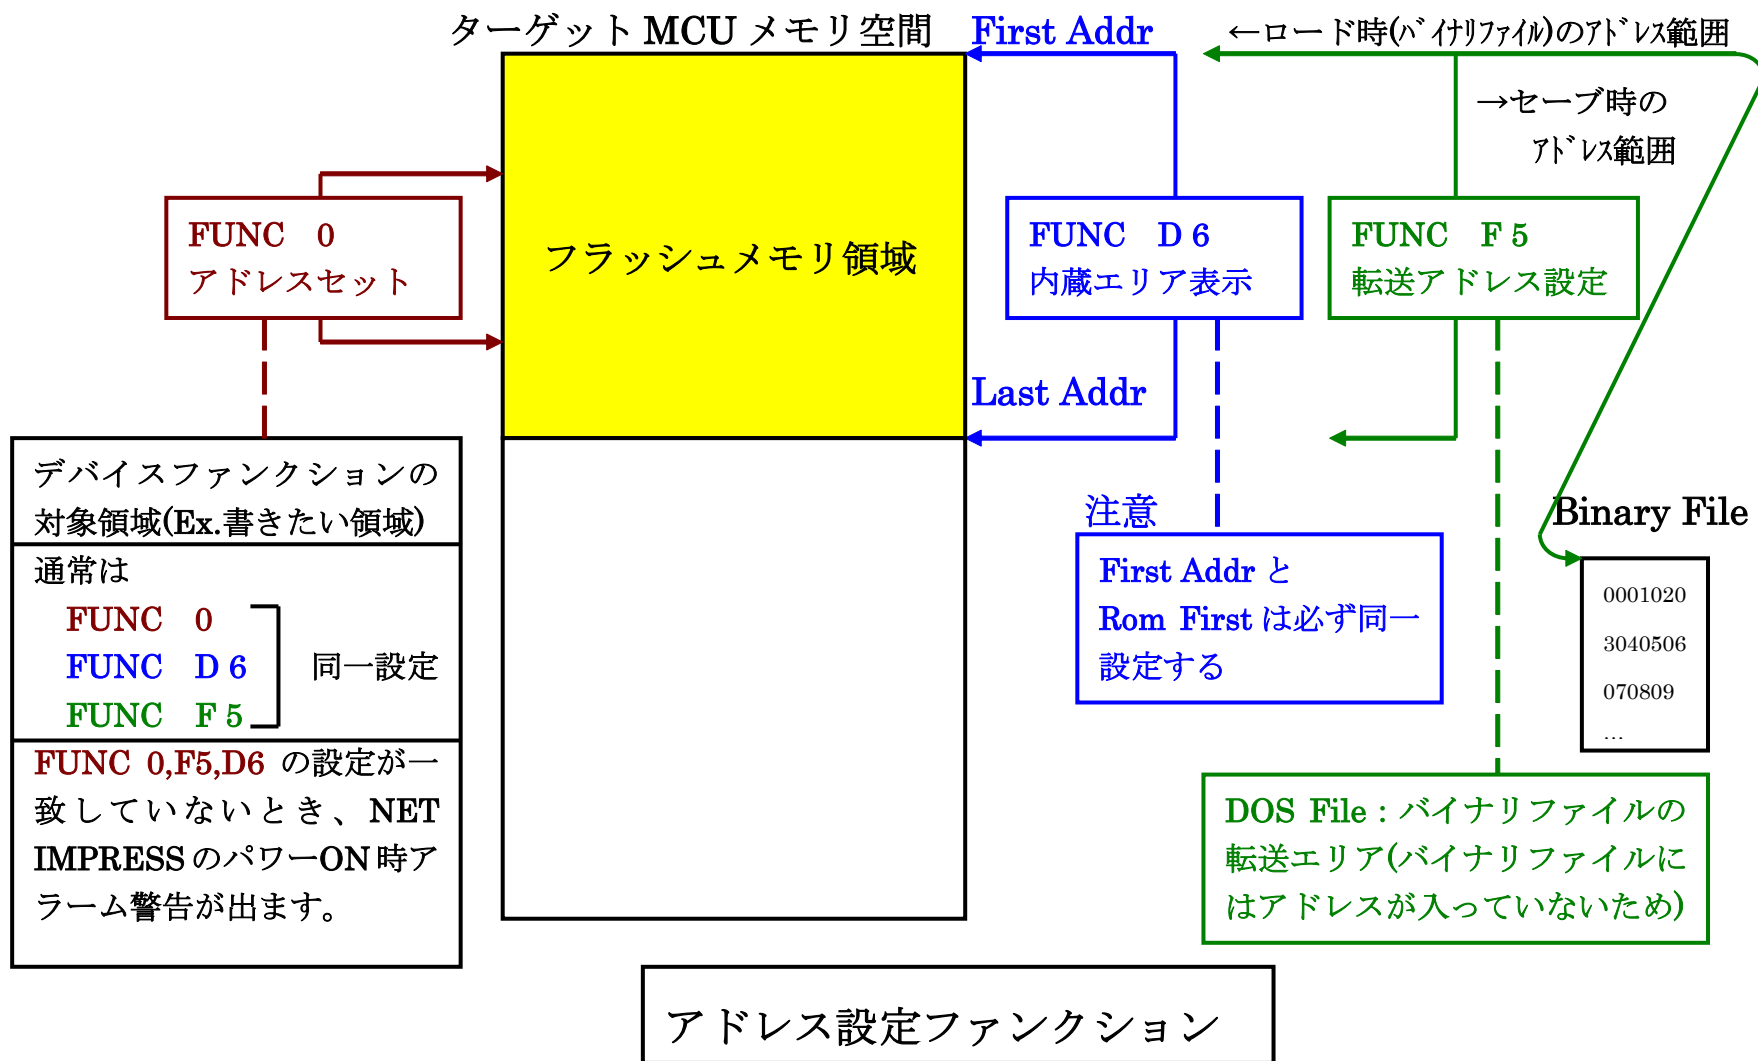 ターゲット MCU メモリ空間
First Addr
←ロード時(バイナリファイル)のアドレス範囲
→セーブ時の
アドレス範囲
FUNC 0
アドレスセット
フラッシュメモリ領域
FUNC D 6
内蔵エリア表示
FUNC F 5
転送アドレス設定
Last Addr
デバイスファンクションの
対象領域(Ex.書きたい領域)
通常は
FUNC 0
FUNC D 6
FUNC F 5
同一設定
FUNC 0,F5,D6 の設定が一
致していないとき、NET
IMPRESS のパワーON 時ア
ラーム警告が出ます。
注意
First Addr と
Rom First は必ず同一
設定する
Binary File
0001020
3040506
070809
…
DOS File : バイナリファイルの
転送エリア(バイナリファイルに
はアドレスが入っていないため)
アドレス設定ファンクション